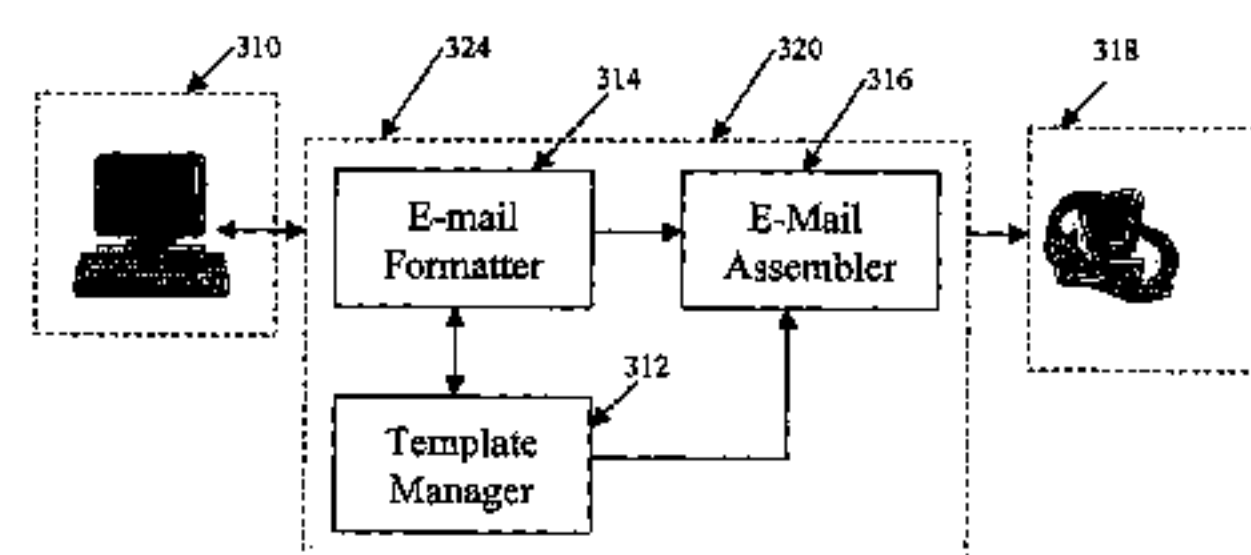 310
324
320
318
314
316
E-mail
Formatter
E-Mail
Assembler
312
Template
Manager